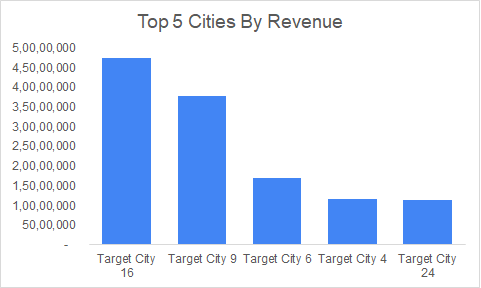 Top 5 Cities By Revenue
5,00,00,000
4,50,00,000
4,00,00,000
3,50,00,000
3,00,00,000
2,50,00,000
2,00,00,000
1,50,00,000
1,00,00,000
50,00,000
-
Target City 16
Target City 9
Target City 6
Target City 4
Target City 24